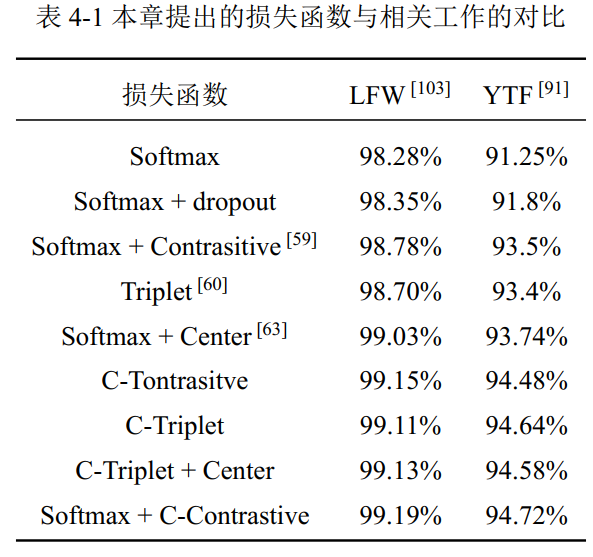 表 4-1 本章提出的损失函数与相关工作的对比
损失函数 LFW [103] YTF [91]
Softmax 98.28% 91.25%
Softmax + dropout 98.35% 91.8%
Softmax + Contrasitive [59] 98.78% 93.5%
Triplet [60] 98.70% 93.4%
Softmax + Center [63] 99.03% 93.74%
C-Tontrasitve 99.15% 94.48%
C-Triplet 99.11% 94.64%
C-Triplet + Center 99.13% 94.58%
Softmax + C-Contrastive 99.19% 94.72%